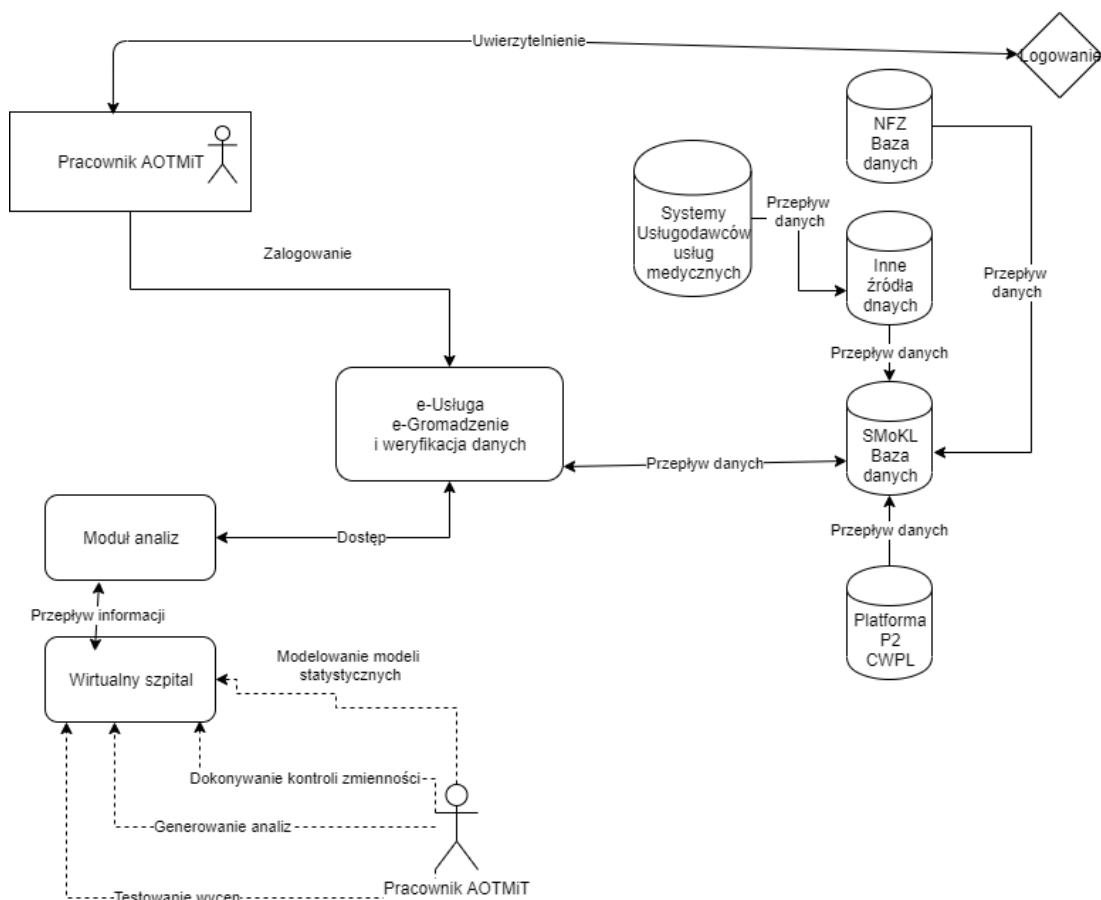 Uwierzytelnienie
Logowanie
Pracownik AOTMiT
NFZ
Baza
danych
Systemy
Usługodawców
usług
medycznych
Przepływ
danych
Inne
źródła
dnaych
Przepływ
danych
Zalogowanie
Przepływ danych
e-Usługa
e-Gromadzenie
i weryfikacja danych
SMoKL
Baza
danych
Przepływ danych
Moduł analiz
Dostęp
Przepływ danych
Przepływ informacji
Platforma
P2
CWPL
Wirtualny szpital
Modelowanie modeli
statystycznych
Dokonywanie kontroli zmienności
Generowanie analiz
Pracownik AOTMiT
Testowanie wycen